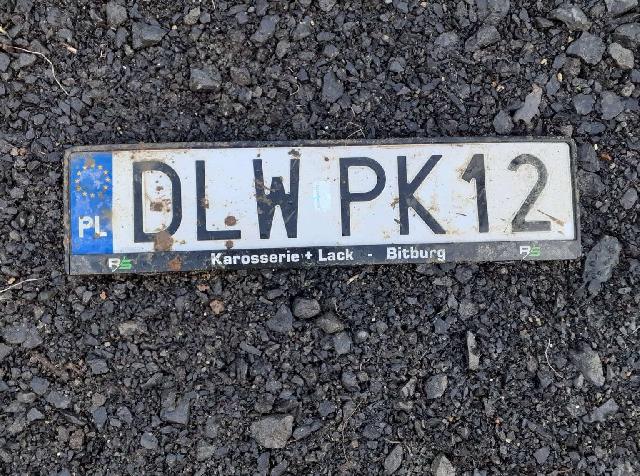 PL DLW PK12
RS Karosserie + Lack - Bitburg RS